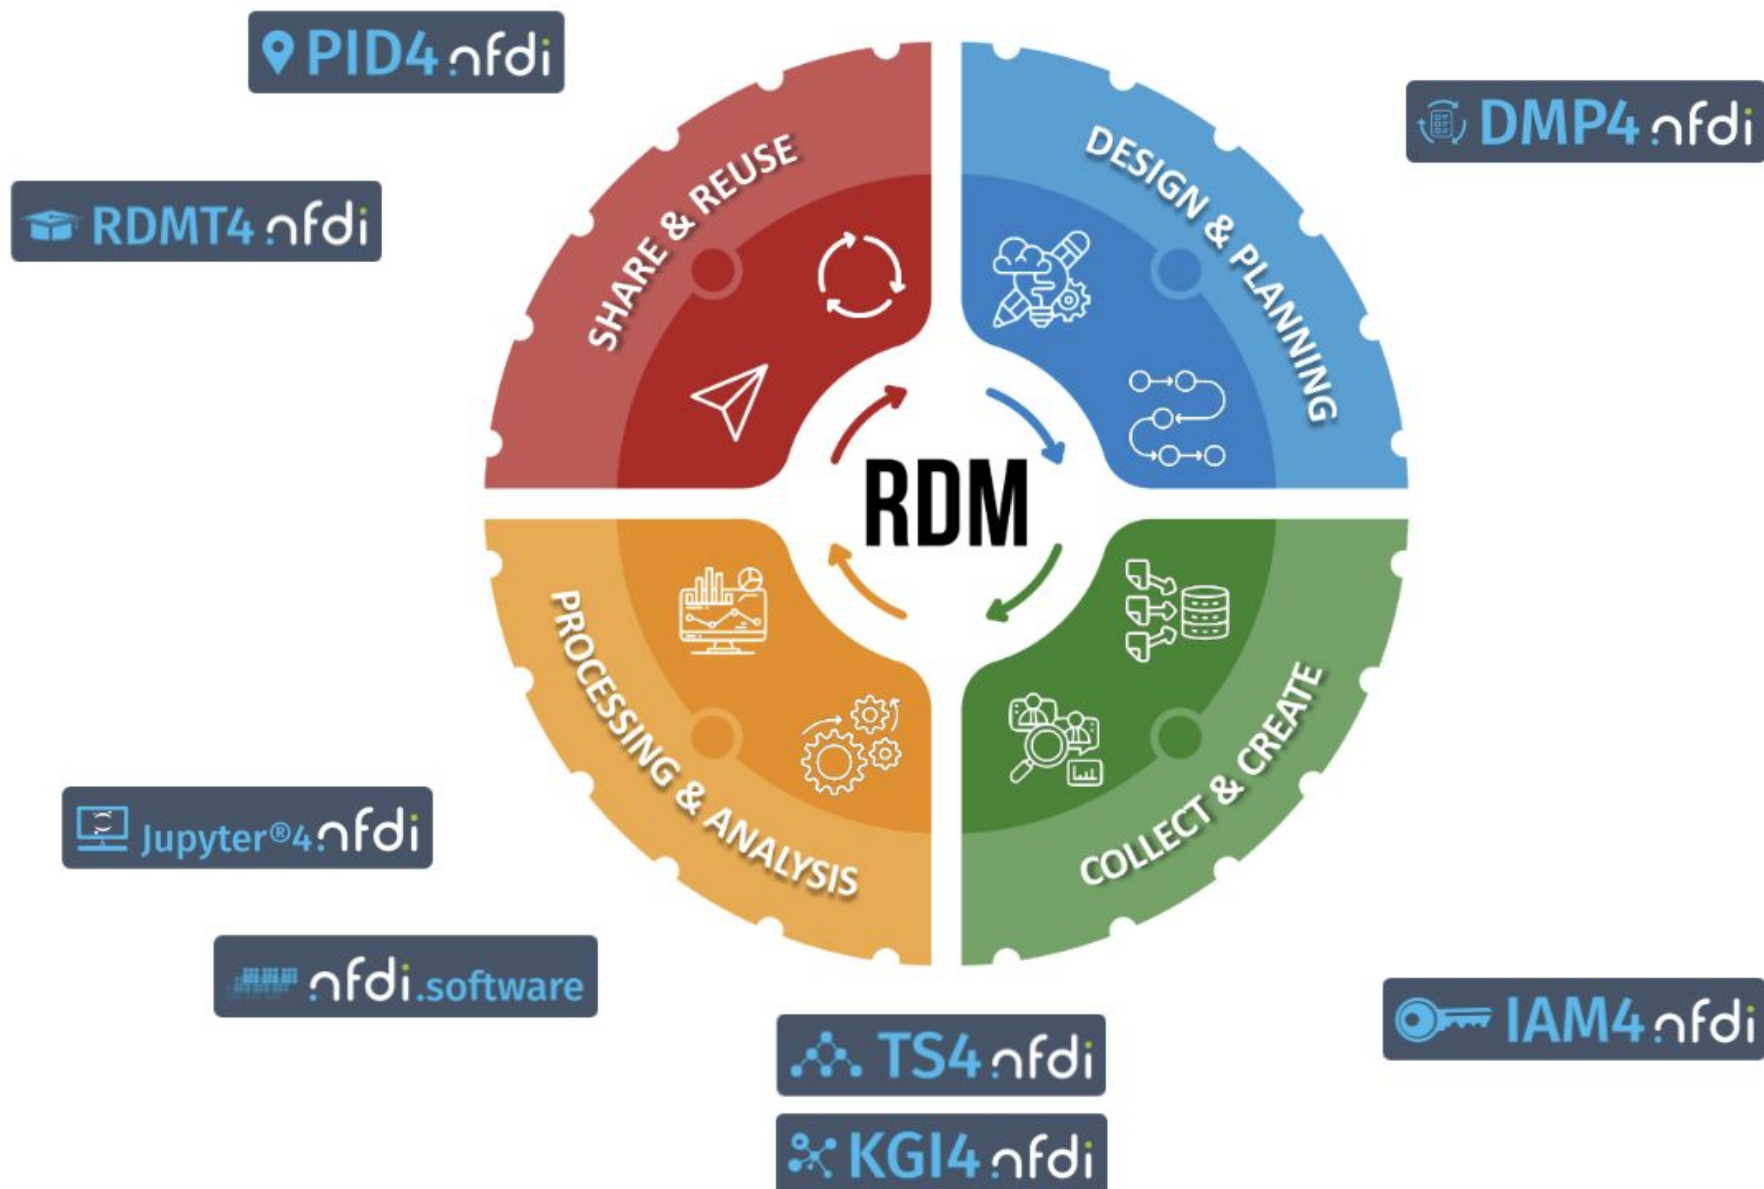 PID4nfdi
DMP4nfdi
RDMT4nfdi
SHARE & REUSE
DESIGN & PLANNING
RDM
PROCESSING & ANALYSIS
COLLECT & CREATE
Jupyter®4nfdi
nfdi.software
TS4nfdi
IAM4nfdi
KGI4nfdi